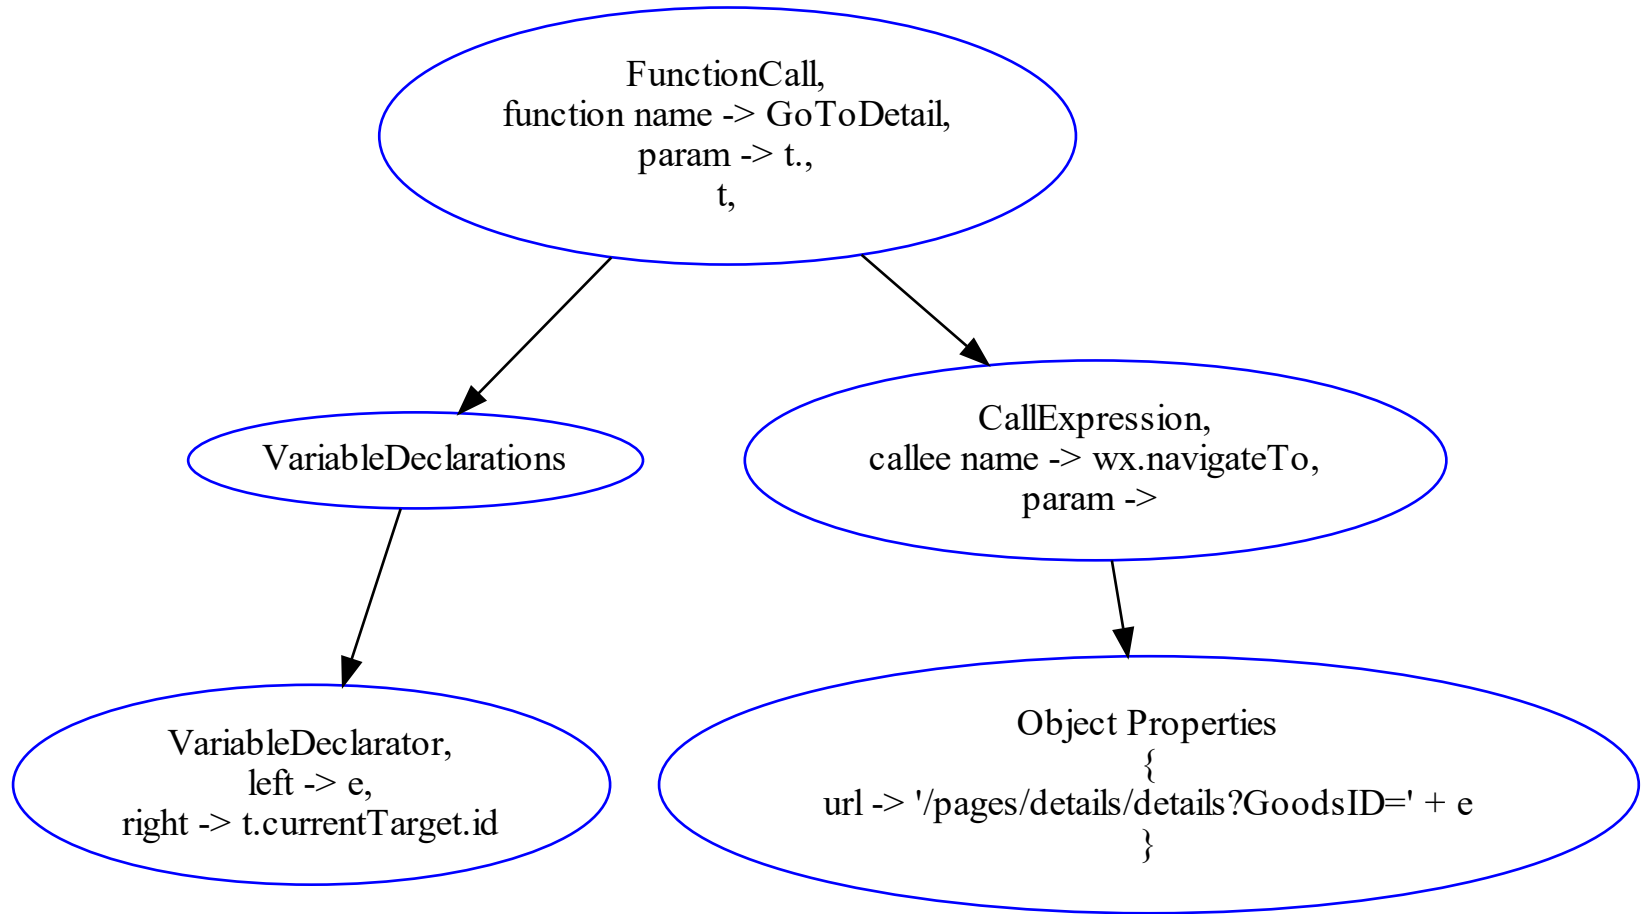 FunctionCall,
function name -> GoToDetail,
param -> t.,
t,
VariableDeclarations
CallExpression,
callee name -> wx.navigateTo,
param ->
VariableDeclarator,
left -> e,
right -> t.currentTarget.id
Object Properties
{
url -> '/pages/details/details?GoodsID=' + e
}